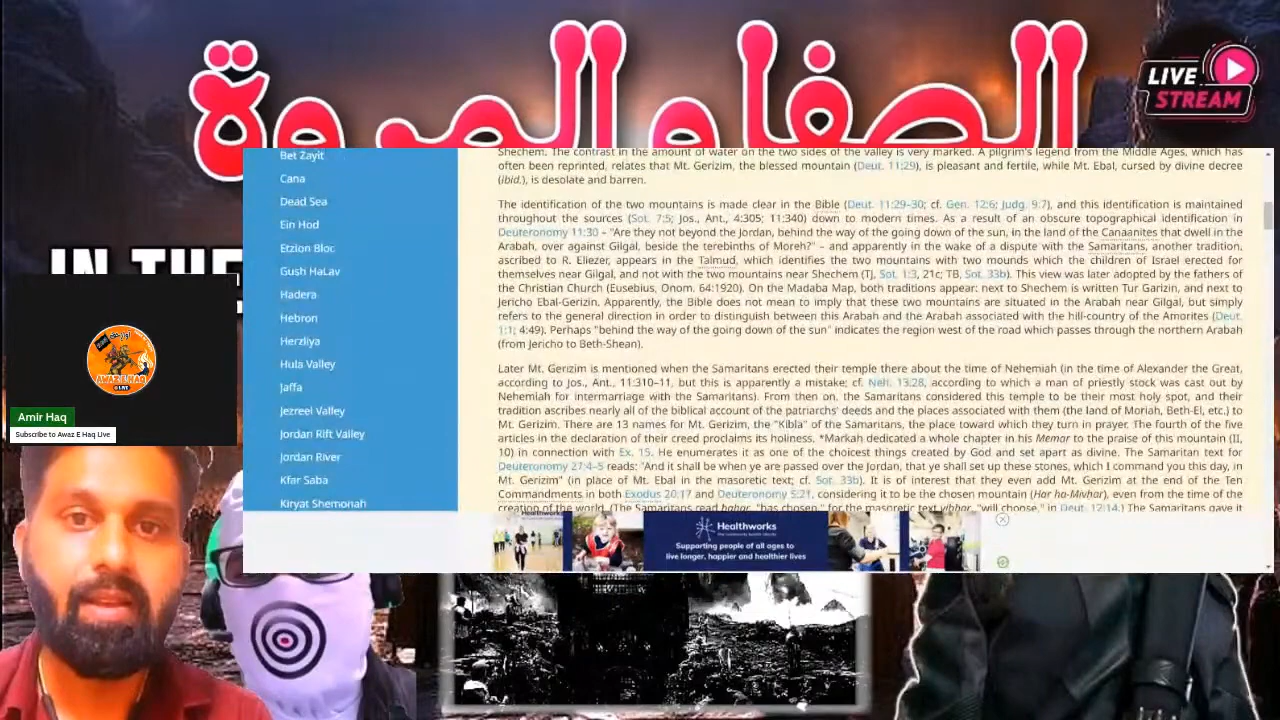 الصفا و المروة
LIVE
STREAM
IN THE
Bet Zayit
Cana
Dead Sea
Ein Hod
Etzion Bloc
Gush HaLav
Hadera
Hebron
Herzliya
Hula Valley
Jaffa
Jezreel Valley
Jordan Rift Valley
Jordan River
Kfar Saba
Kiryat Shemonah
Shechem. The contrast in the amount of water on the two sides of the valley is very marked. A pilgrim's legend from the Middle Ages, which has
often been reprinted, relates that Mt. Gerizim, the blessed mountain (Deut. 11:29), is pleasant and fertile, while Mt. Ebal, cursed by divine decree
(ibid.), is desolate and barren.
The identification of the two mountains is made clear in the Bible (Deut. 11:29–30; cf. Gen. 12:6; Judg. 9:7), and this identification is maintained
throughout the sources (Sot. 7:5; Jos., Ant., 4:305; 11:340) down to modern times. As a result of an obscure topographical identification in
Deuteronomy 11:30 – "Are they not beyond the Jordan, behind the way of the going down of the sun, in the land of the Canaanites that dwell in the
Arabah, over against Gilgal, beside the terebinths of Moreh?" – and apparently in the wake of a dispute with the Samaritans, another tradition,
ascribed to R. Eliezer, appears in the Talmud, which identifies the two mountains with two mounds which the children of Israel erected for
themselves near Gilgal, and not with the two mountains near Shechem (TJ, Sot. 1:3, 21c; TB, Sot. 33b). This view was later adopted by the fathers of
the Christian Church (Eusebius, Onom. 64:1920). On the Madaba Map, both traditions appear: next to Shechem is written Tur Garizin, and next to
Jericho Ebal-Gerizin. Apparently, the Bible does not mean to imply that these two mountains are situated in the Arabah near Gilgal, but simply
refers to the general direction in order to distinguish between this Arabah and the Arabah associated with the hill-country of the Amorites (Deut.
1:1; 4:49). Perhaps "behind the way of the going down of the sun" indicates the region west of the road which passes through the northern Arabah
(from Jericho to Beth-Shean).
Later Mt. Gerizim is mentioned when the Samaritans erected their temple there about the time of Nehemiah (in the time of Alexander the Great,
according to Jos., Ant., 11:310–11, but this is apparently a mistake; cf. Neh. 13:28, according to which a man of priestly stock was cast out by
Nehemiah for intermarriage with the Samaritans). From then on, the Samaritans considered this temple to be their most holy spot, and their
tradition ascribes nearly all of the biblical account of the patriarchs' deeds and the places associated with them (the land of Moriah, Beth-El, etc.) to
Mt. Gerizim. There are 13 names for Mt. Gerizim, the "Kibla" of the Samaritans, the place toward which they turn in prayer. The fourth of the five
articles in the declaration of their creed proclaims its holiness. *Markah dedicated a whole chapter in his Memar to the praise of this mountain (II,
10) in connection with Ex. 15. He enumerates it as one of the choicest things created by God and set apart as divine. The Samaritan text for
Deuteronomy 27:4–5 reads: "And it shall be when ye are passed over the Jordan, that ye shall set up these stones, which I command you this day, in
Mt. Gerizim" (in place of Mt. Ebal in the masoretic text; cf. Sot. 33b). It is of interest that they even add Mt. Gerizim at the end of the Ten
Commandments in both Exodus 20:17 and Deuteronomy 5:21, considering it to be the chosen mountain (Har ha-Mivhar), even from the time of the
creation of the world. (The Samaritans read bahar, "has chosen," for the masoretic text yibhar, "will choose," in Deut. 12:14.) The Samaritans gave it
AWAZ E HAQ
LIVE
Amir Haq
Subscribe to Awaz E Haq Live
Healthworks
Healthworks
Supporting people of all ages to
live longer, happier and healthier lives